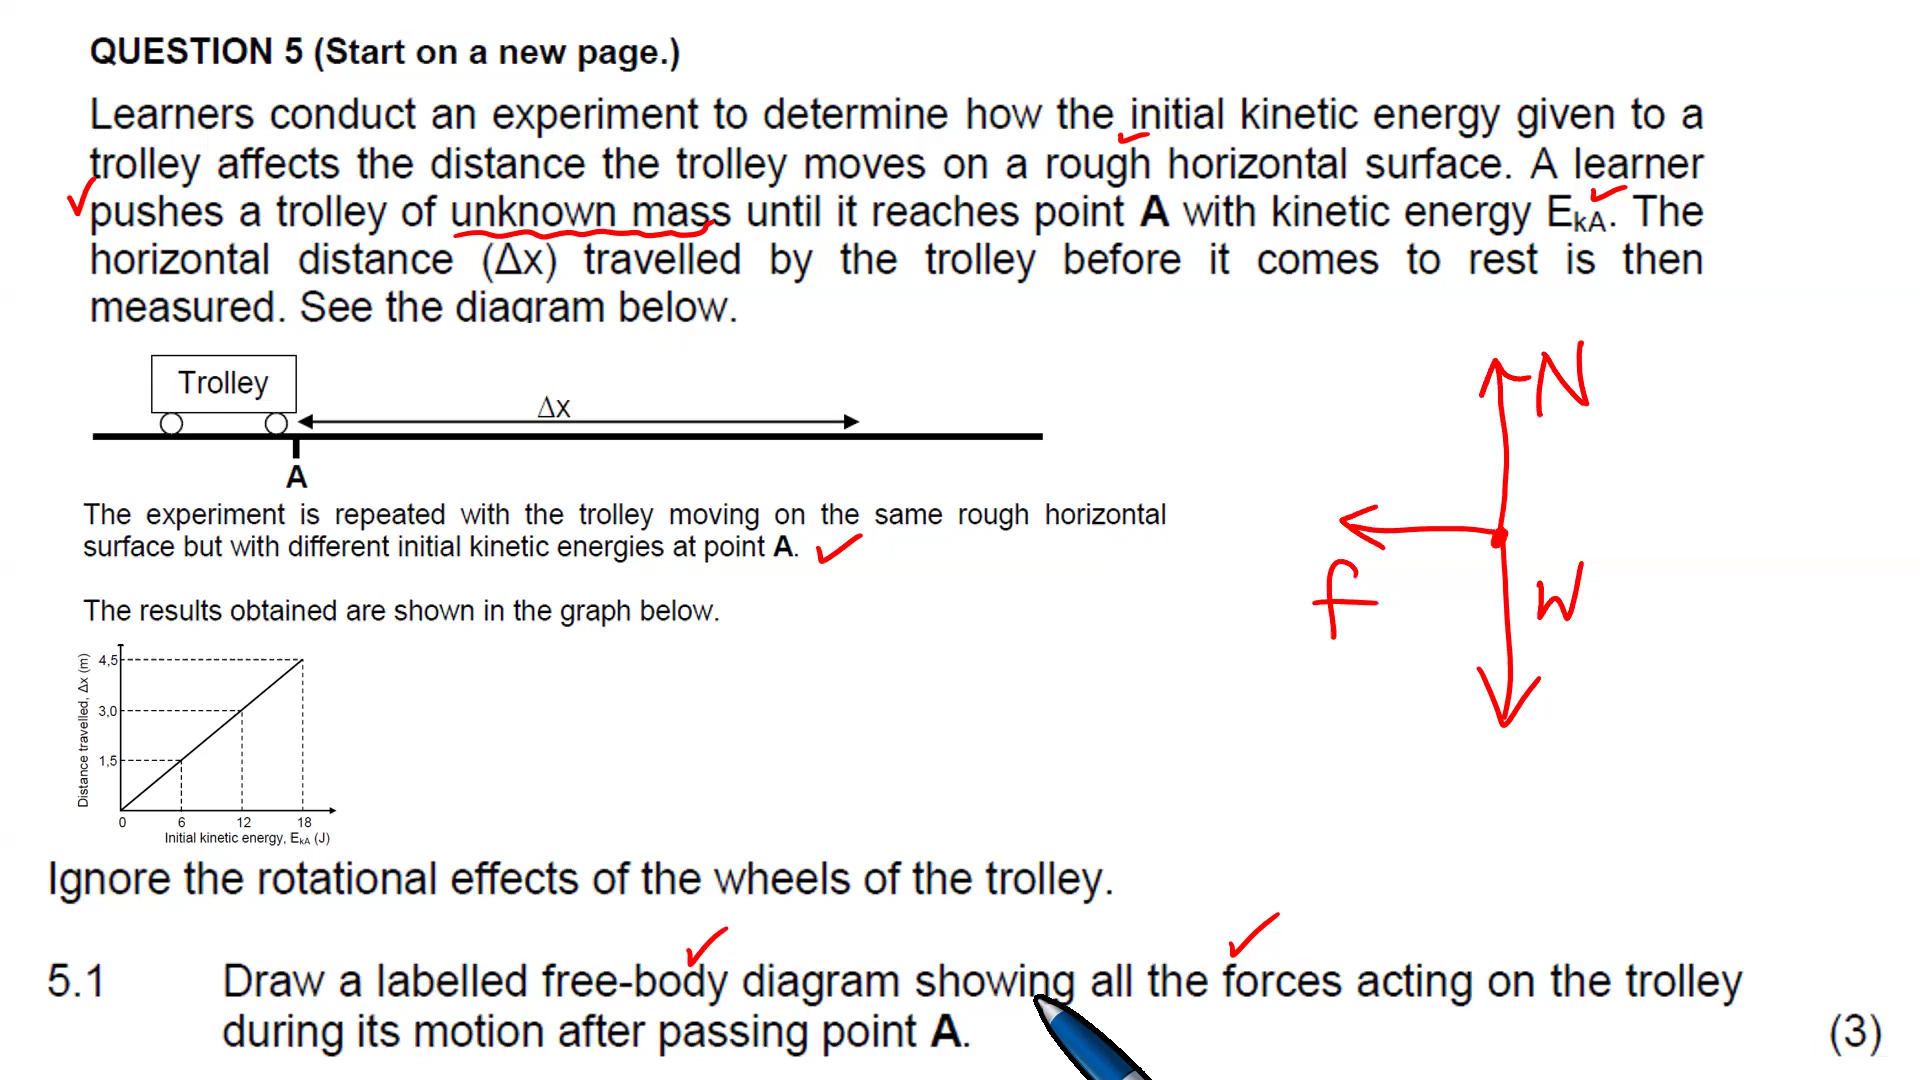 QUESTION 5 (Start on a new page.)
Learners conduct an experiment to determine how the initial kinetic energy given to a
trolley affects the distance the trolley moves on a rough horizontal surface. A learner
pushes a trolley of unknown mass until it reaches point A with kinetic energy EkA. The
horizontal distance (Δx) travelled by the trolley before it comes to rest is then
measured. See the diagram below.
Trolley
Δx
A
N
f
W
The experiment is repeated with the trolley moving on the same rough horizontal
surface but with different initial kinetic energies at point A.
The results obtained are shown in the graph below.
Distance travelled, Δx (m)
4,5
3,0
1,5
0 6 12 18
Initial kinetic energy, EkA (J)
Ignore the rotational effects of the wheels of the trolley.
5.1 Draw a labelled free-body diagram showing all the forces acting on the trolley
during its motion after passing point A. (3)